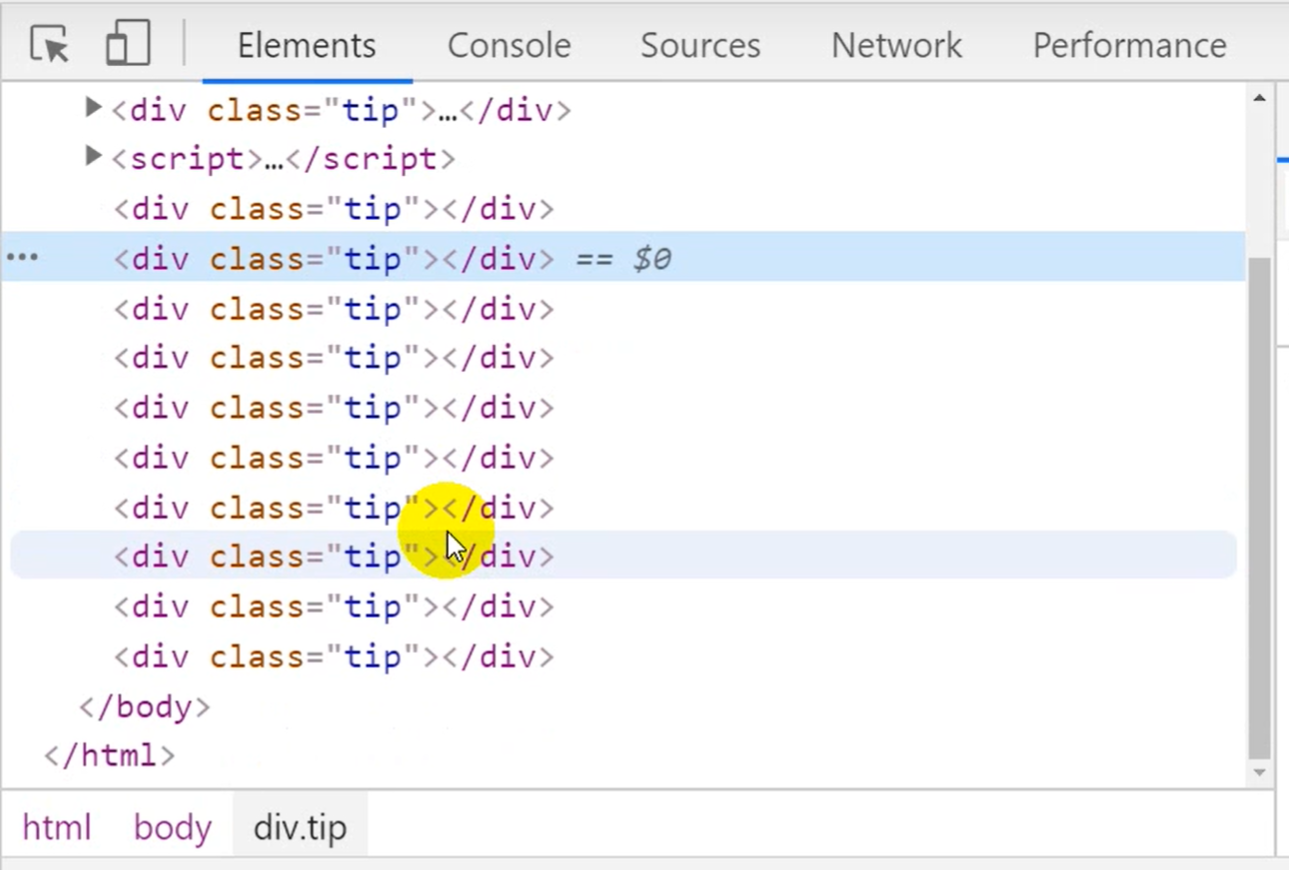 Elements Console Sources Network Performance
▶<div class="tip">…</div>
▶<script>…</script>
<div class="tip"></div>
<div class="tip"></div> == $0
<div class="tip"></div>
<div class="tip"></div>
<div class="tip"></div>
<div class="tip"></div>
<div class="tip"></div>
<div class="tip"></div>
<div class="tip"></div>
<div class="tip"></div>
</body>
</html>
html body div.tip